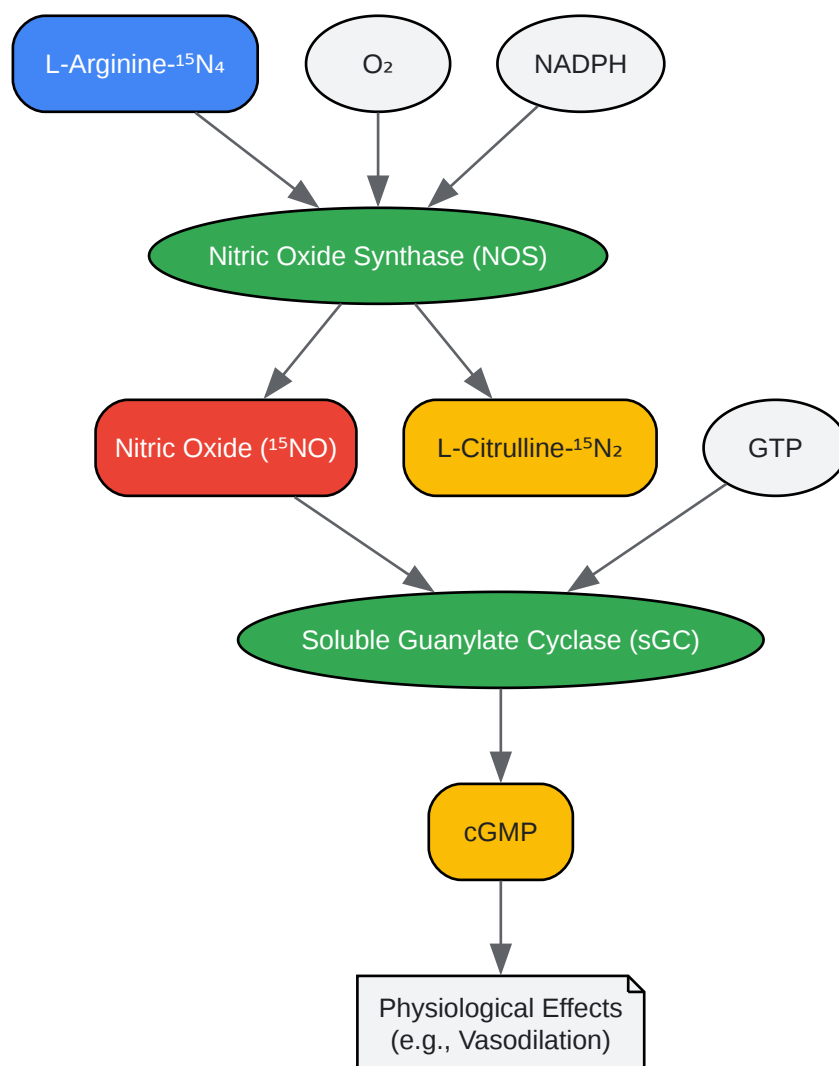 L-Arginine-¹⁵N₄
O₂
NADPH
Nitric Oxide Synthase (NOS)
Nitric Oxide (¹⁵NO)
L-Citrulline-¹⁵N₂
GTP
Soluble Guanylate Cyclase (sGC)
cGMP
Physiological Effects
(e.g., Vasodilation)